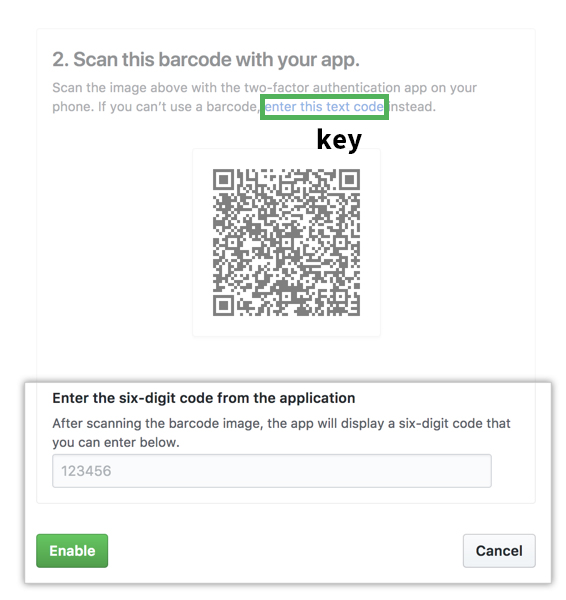 2. Scan this barcode with your app.
Scan the image above with the two-factor authentication app on your
phone. If you can’t use a barcode, enter this text code instead.
key
Enter the six-digit code from the application
After scanning the barcode image, the app will display a six-digit code that
you can enter below.
123456
Enable
Cancel